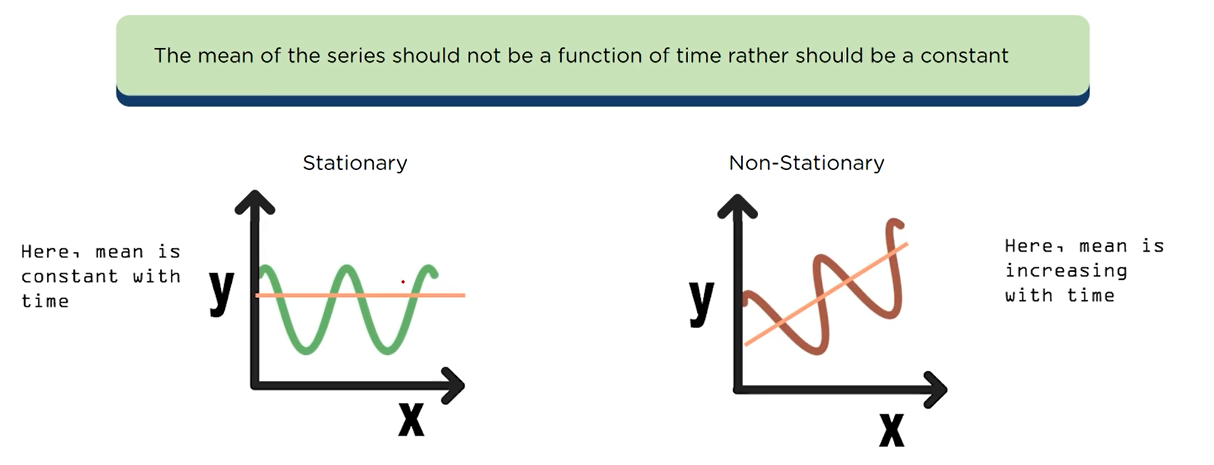 The mean of the series should not be a function of time rather should be a constant
Stationary
Non-Stationary
Here, mean is
constant with
time
y
x
Here, mean is
increasing
with time
y
x